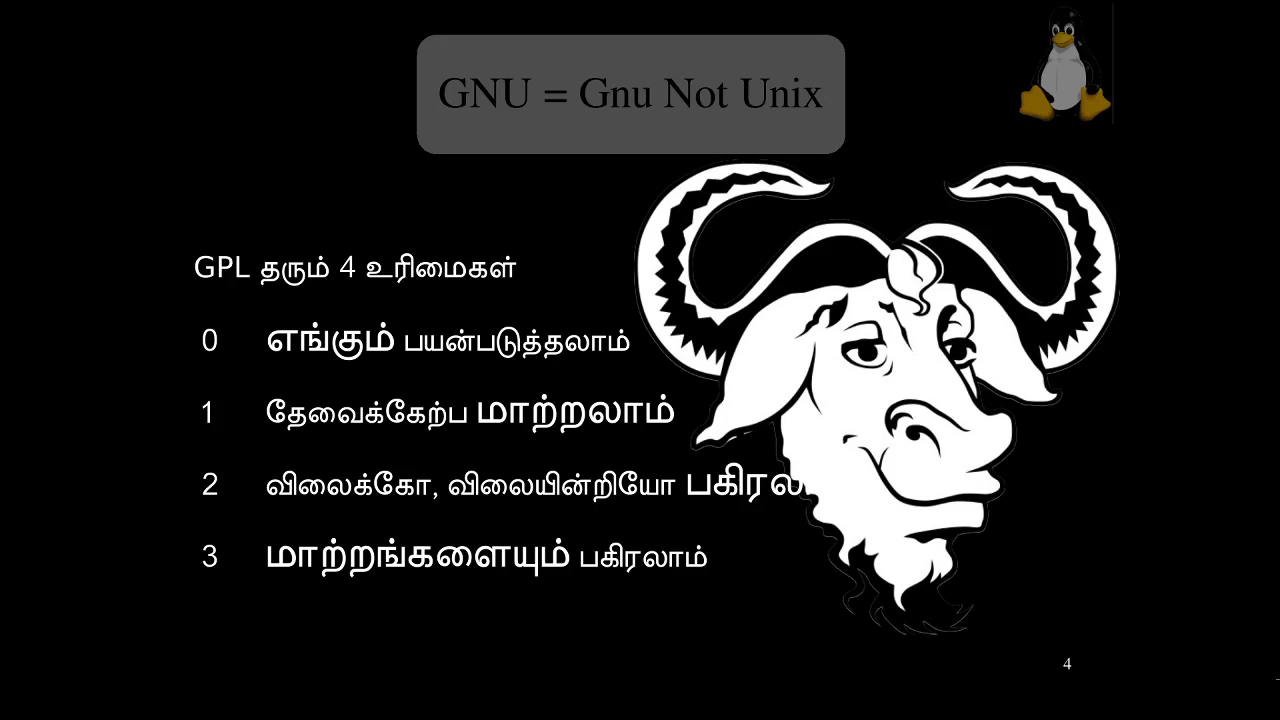 GNU = Gnu Not Unix
GPL தரும் 4 உரிமைகள்
0 எங்கும் பயன்படுத்தலாம்
1 தேவைக்கேற்ப மாற்றலாம்
2 விலைக்கோ, விலையின்றியோ
3 மாற்றங்களையும் பகிரலாம்
4